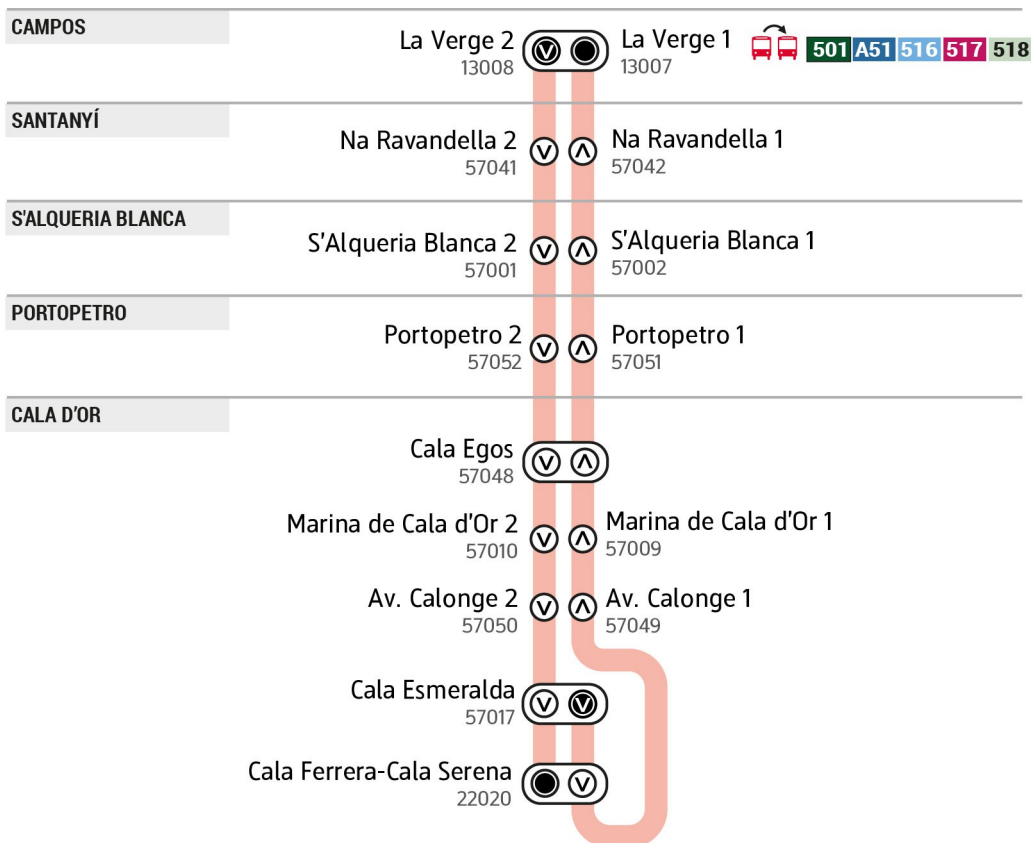 CAMPOS
La Verge 2
13008
La Verge 1
13007
501 A51 516 517 518
SANTANYÍ
Na Ravandella 2
57041
Na Ravandella 1
57042
S'ALQUERIA BLANCA
S'Alqueria Blanca 2
57001
S'Alqueria Blanca 1
57002
PORTOPETRO
Portopetro 2
57052
Portopetro 1
57051
CALA D'OR
Cala Egos
57048
Marina de Cala d'Or 2
57010
Marina de Cala d'Or 1
57009
Av. Calonge 2
57050
Av. Calonge 1
57049
Cala Esmeralda
57017
Cala Ferrera-Cala Serena
22020